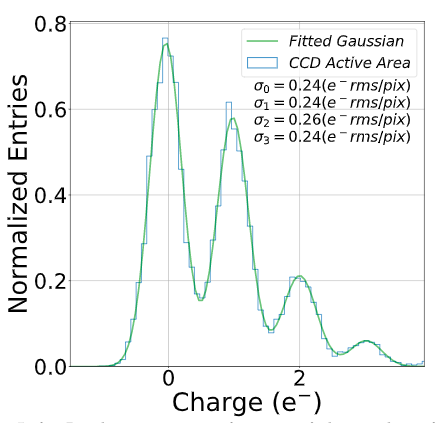 0.8
0.6
0.4
0.2
0.0
Normalized Entries
Fitted Gaussian
CCD Active Area
σ₀ = 0.24(e⁻rms/pix)
σ₁ = 0.24(e⁻rms/pix)
σ₂ = 0.26(e⁻rms/pix)
σ₃ = 0.24(e⁻rms/pix)
0 2
Charge (e⁻)